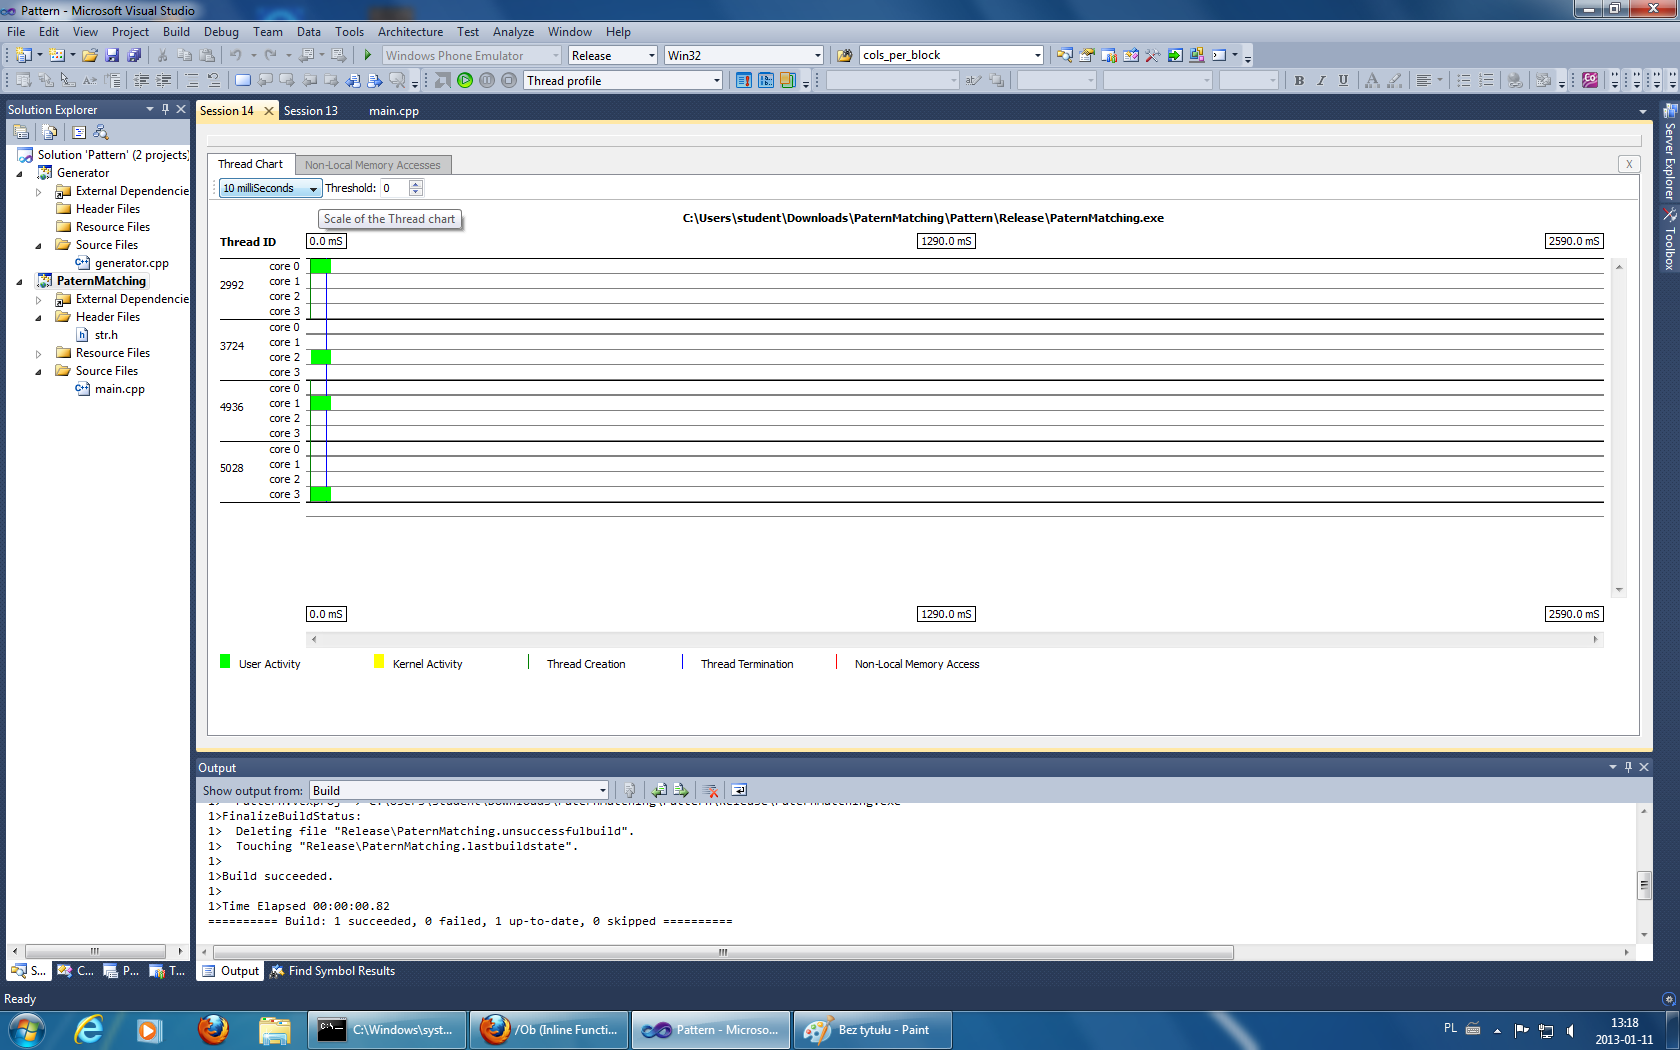 Pattern - Microsoft Visual Studio
File Edit View Project Build Debug Team Data Tools Architecture Test Analyze Window Help
Windows Phone Emulator Release Win32 cols_per_block
Thread profile
Solution Explorer
Session 14 Session 13 main.cpp
Solution 'Pattern' (2 projects)
Generator
External Dependencie
Header Files
Resource Files
Source Files
generator.cpp
PaternMatching
External Dependencie
Header Files
str.h
Resource Files
Source Files
main.cpp
Thread Chart Non-Local Memory Accesses X
10 milliSeconds Threshold: 0
Scale of the Thread chart
C:\Users\student\Downloads\PaternMatching\Pattern\Release\PaternMatching.exe
Thread ID 0.0 mS 1290.0 mS 2590.0 mS
2992
core 0
core 1
core 2
core 3
3724
core 0
core 1
core 2
core 3
4936
core 0
core 1
core 2
core 3
5028
core 0
core 1
core 2
core 3
0.0 mS 1290.0 mS 2590.0 mS
User Activity Kernel Activity Thread Creation Thread Termination Non-Local Memory Access
Server Explorer
Toolbox
Output
Show output from: Build
1>FinalizeBuildStatus:
1>  Deleting file "Release\PaternMatching.unsuccessfulbuild".
1>  Touching "Release\PaternMatching.lastbuildstate".
1>
1>Build succeeded.
1>
1>Time Elapsed 00:00:00.82
========== Build: 1 succeeded, 0 failed, 1 up-to-date, 0 skipped ==========
S... C... P... T... Output Find Symbol Results
Ready
C:\Windows\syst... /Ob (Inline Functi... Pattern - Microso... Bez tytułu - Paint
PL 13:18
2013-01-11